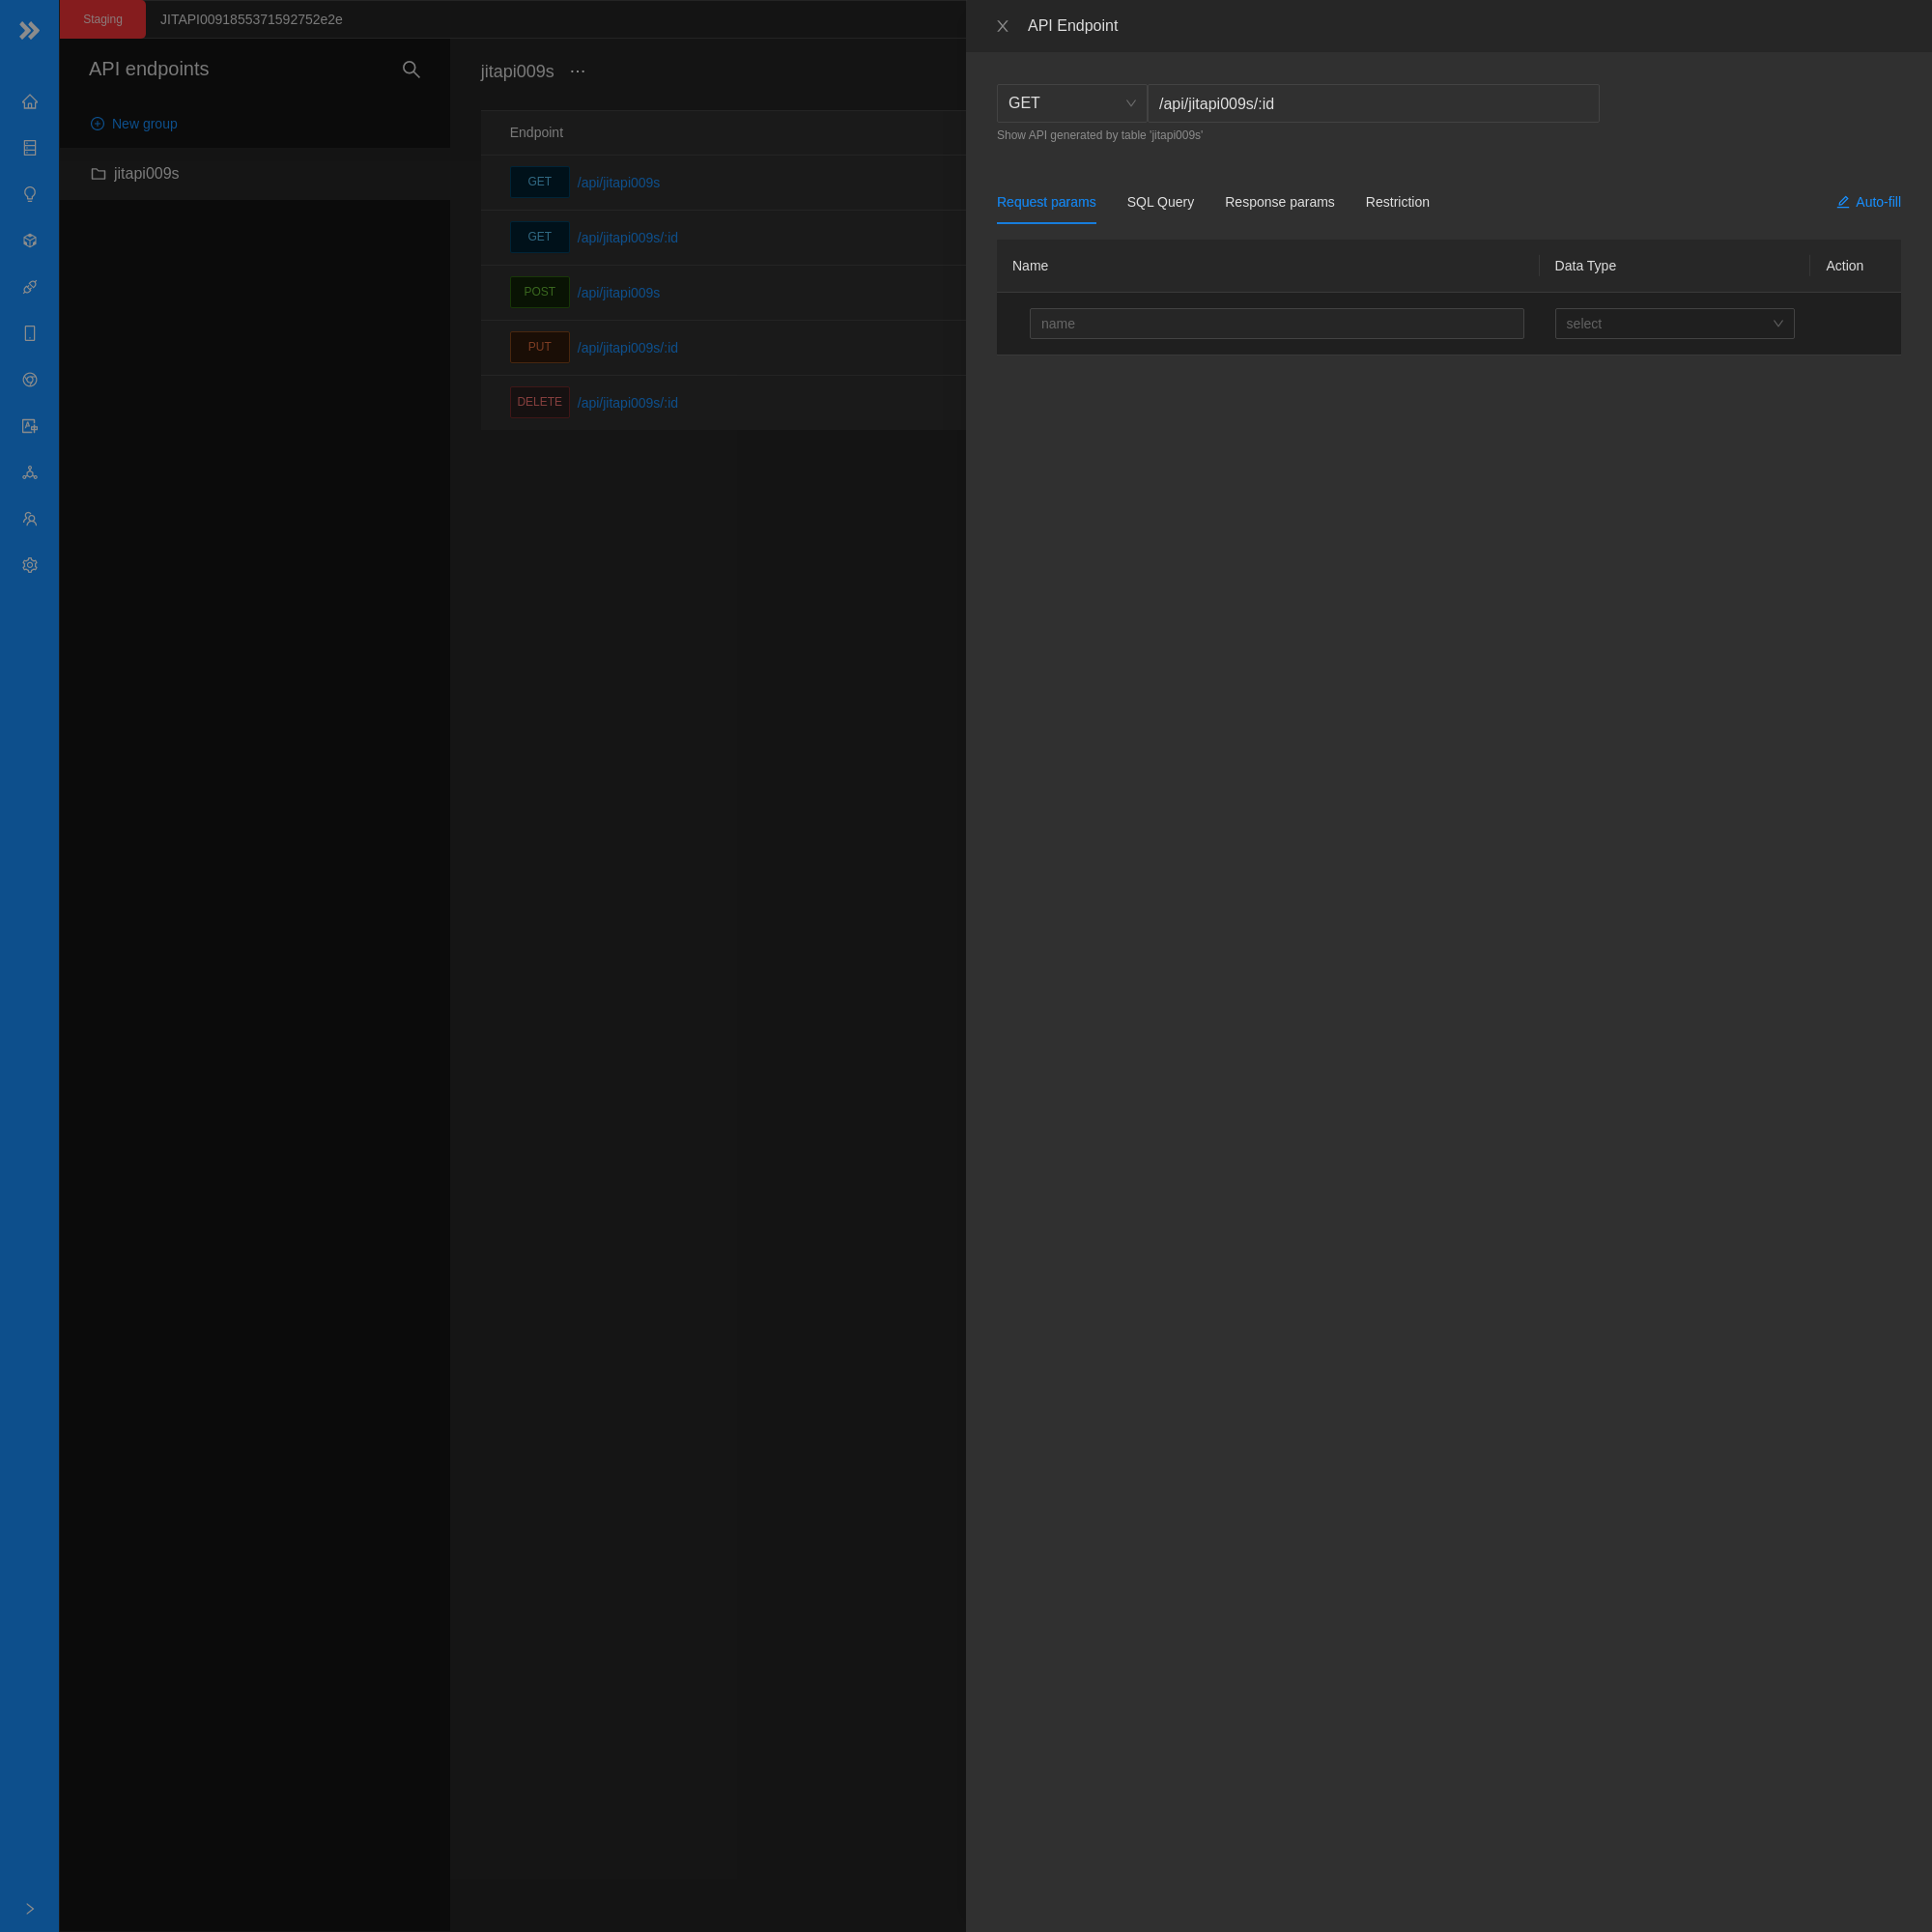 Staging
JITAPI0091855371592752e2e
API endpoints
New group
jitapi009s
jitapi009s
Endpoint
GET /api/jitapi009s
GET /api/jitapi009s/:id
POST /api/jitapi009s
PUT /api/jitapi009s/:id
DELETE /api/jitapi009s/:id
API Endpoint
GET /api/jitapi009s/:id
Show API generated by table 'jitapi009s'
Request params SQL Query Response params Restriction Auto-fill
Name Data Type Action
name select